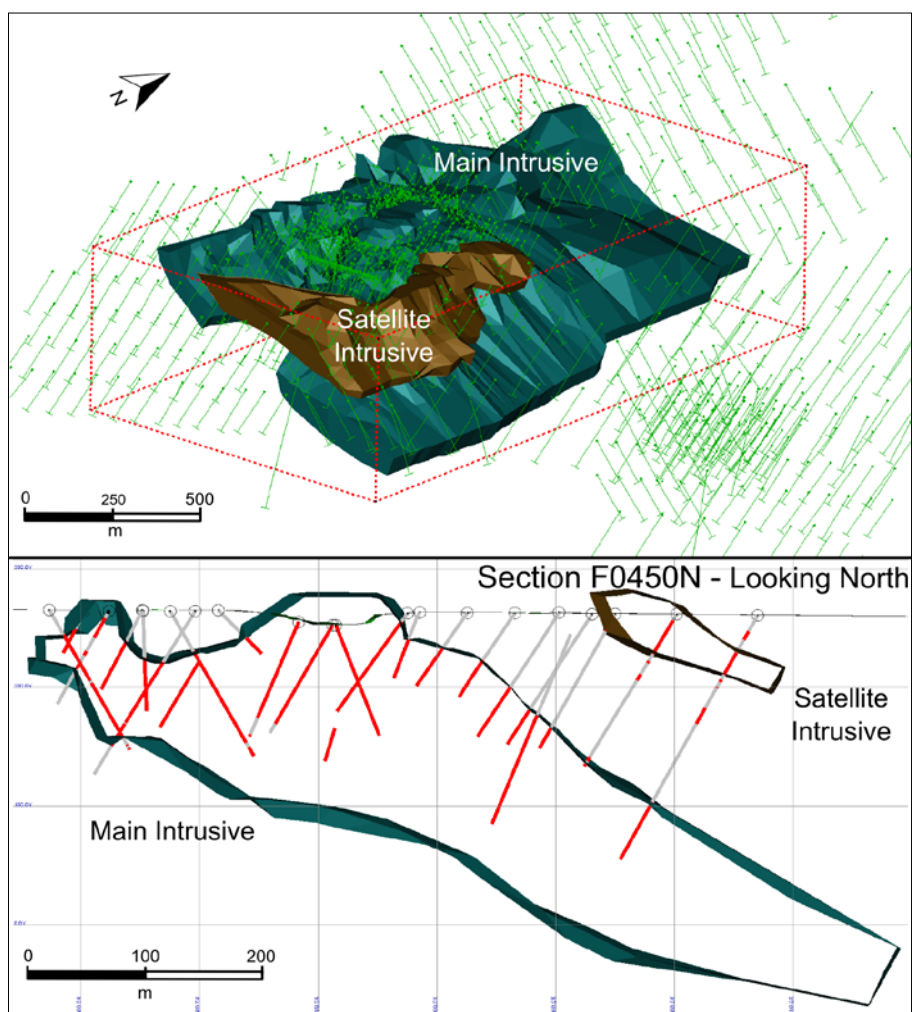 N
Main Intrusive
Satellite
Intrusive
0 250 500
m
Section F0450N - Looking North
Satellite
Intrusive
Main Intrusive
0 100 200
m